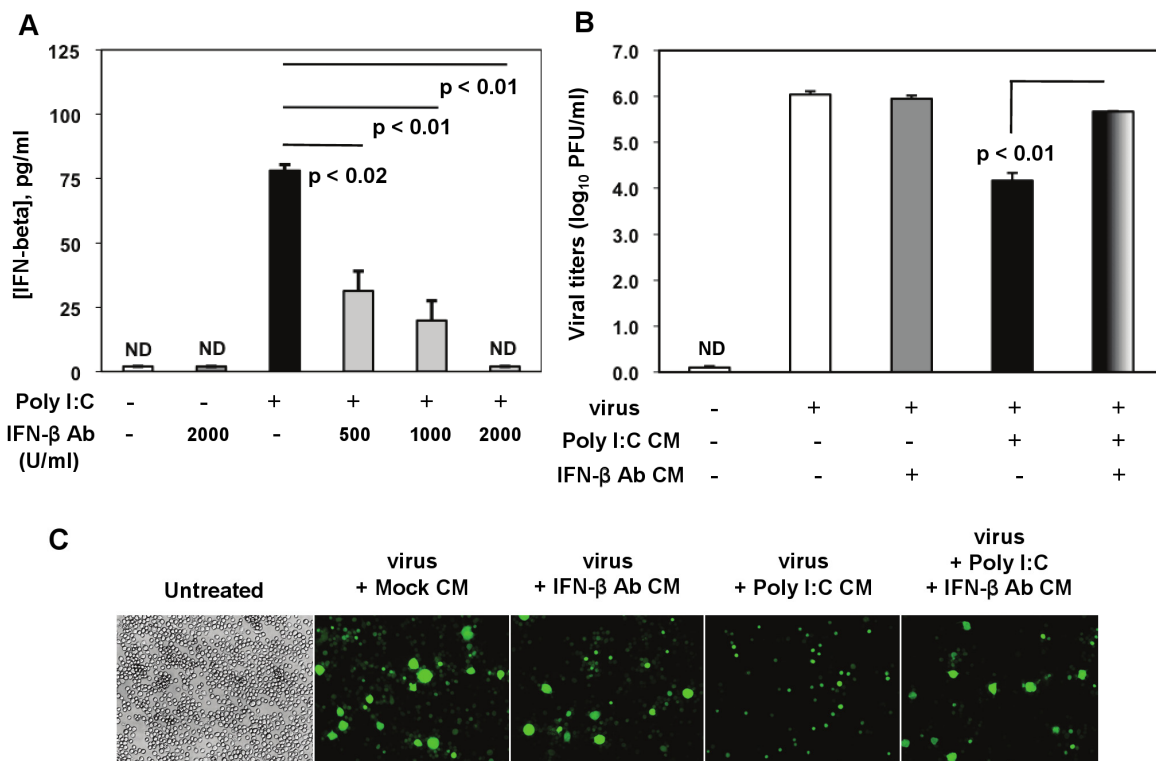 A
125
100
75
50
25
0
[IFN-beta], pg/ml
p < 0.01
p < 0.01
p < 0.02
ND
ND
ND
Poly I:C - - + + + +
IFN-β Ab - 2000 - 500 1000 2000
(U/ml)
B
7.0
6.0
5.0
4.0
3.0
2.0
1.0
0.0
Viral titers (log10 PFU/ml)
p < 0.01
ND
virus - + + + +
Poly I:C CM - - - + +
IFN-β Ab CM - - + - +
C
Untreated
virus
+ Mock CM
virus
+ IFN-β Ab CM
virus
+ Poly I:C CM
virus
+ Poly I:C
+ IFN-β Ab CM